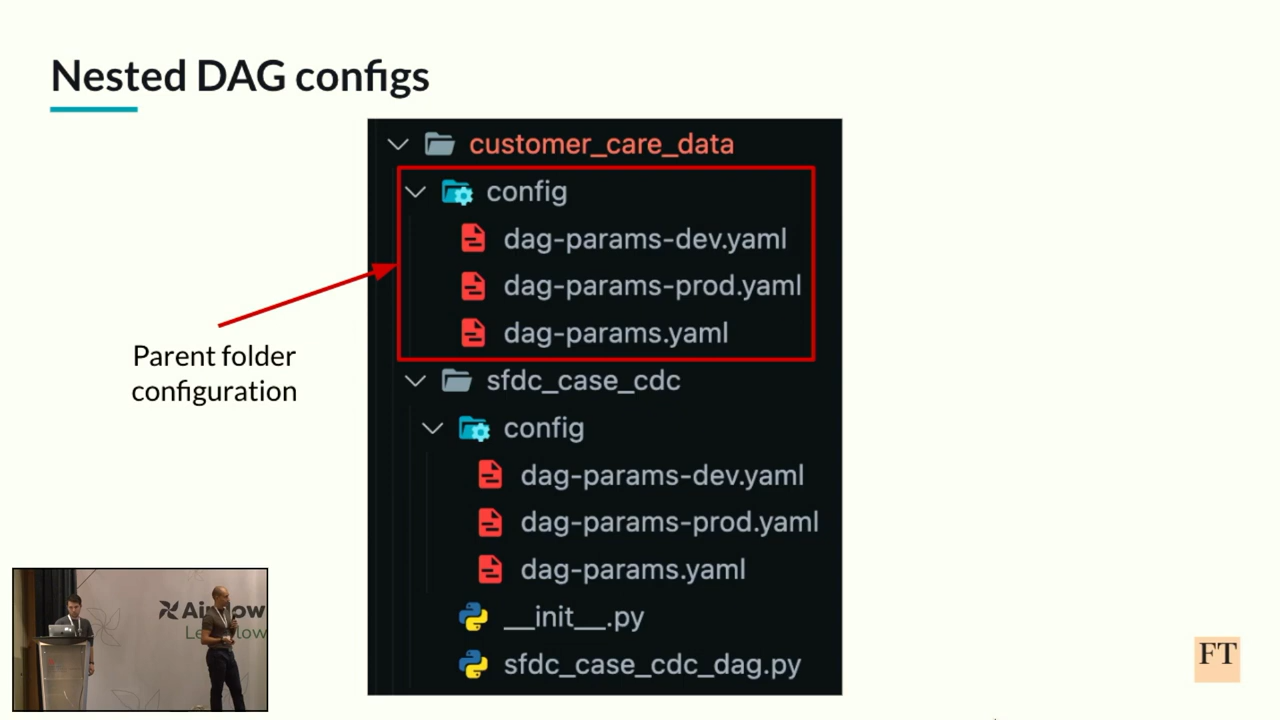 Nested DAG configs
customer_care_data
config
dag-params-dev.yaml
dag-params-prod.yaml
dag-params.yaml
Parent folder
configuration
sfdc_case_cdc
config
dag-params-dev.yaml
dag-params-prod.yaml
dag-params.yaml
__init__.py
sfdc_case_cdc_dag.py
FT